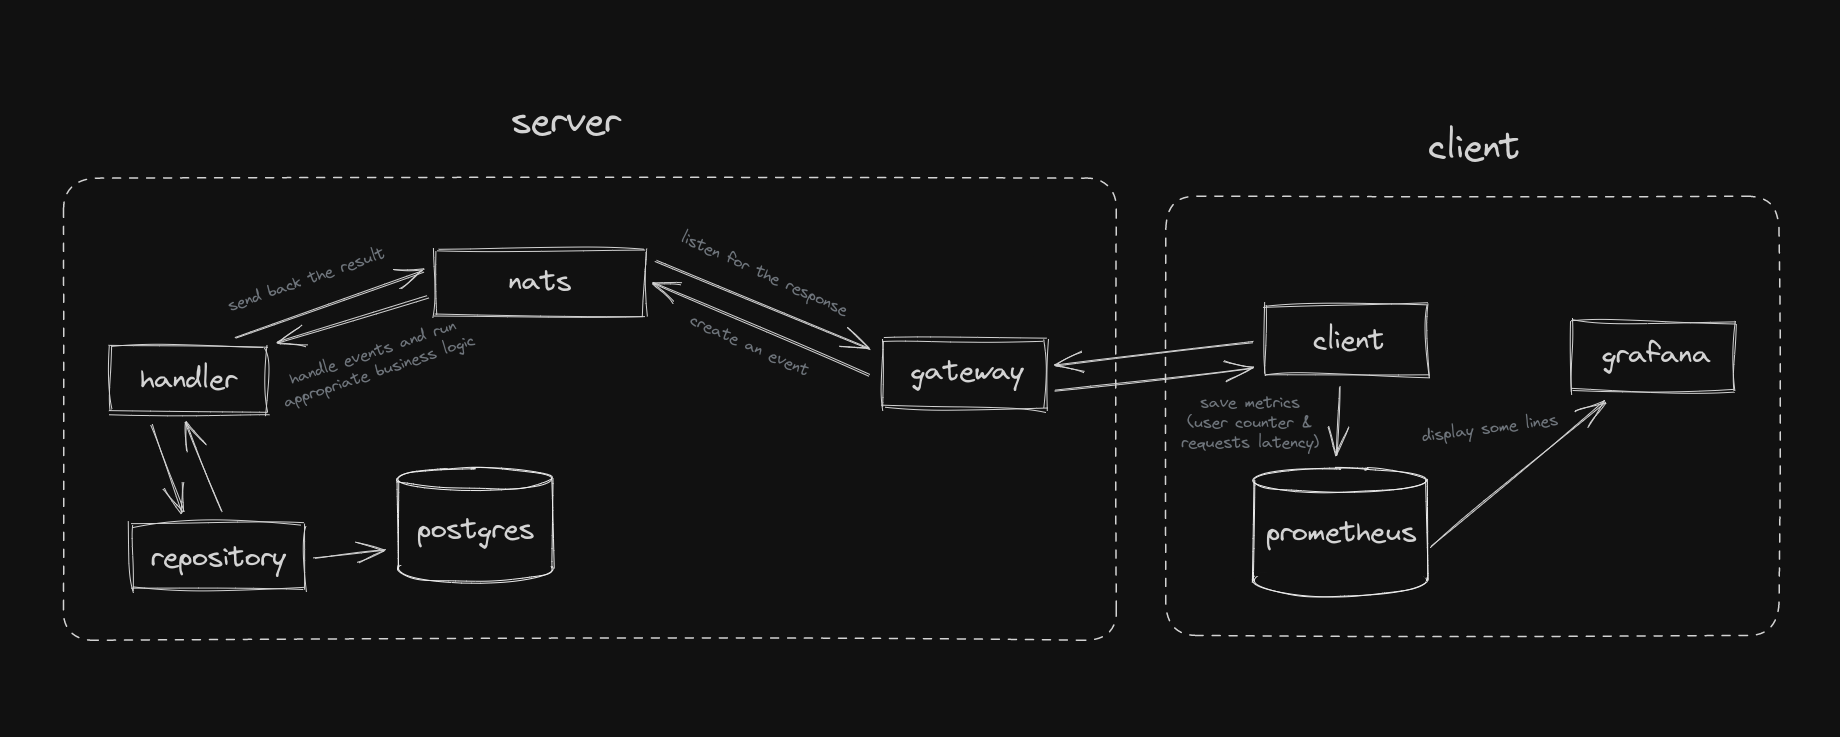 server
client
send back the result
nats
listen for the response
create an event
handle events and run
appropriate business logic
handler
gateway
client
grafana
save metrics
(user counter &
requests latency)
display some lines
repository
postgres
prometheus